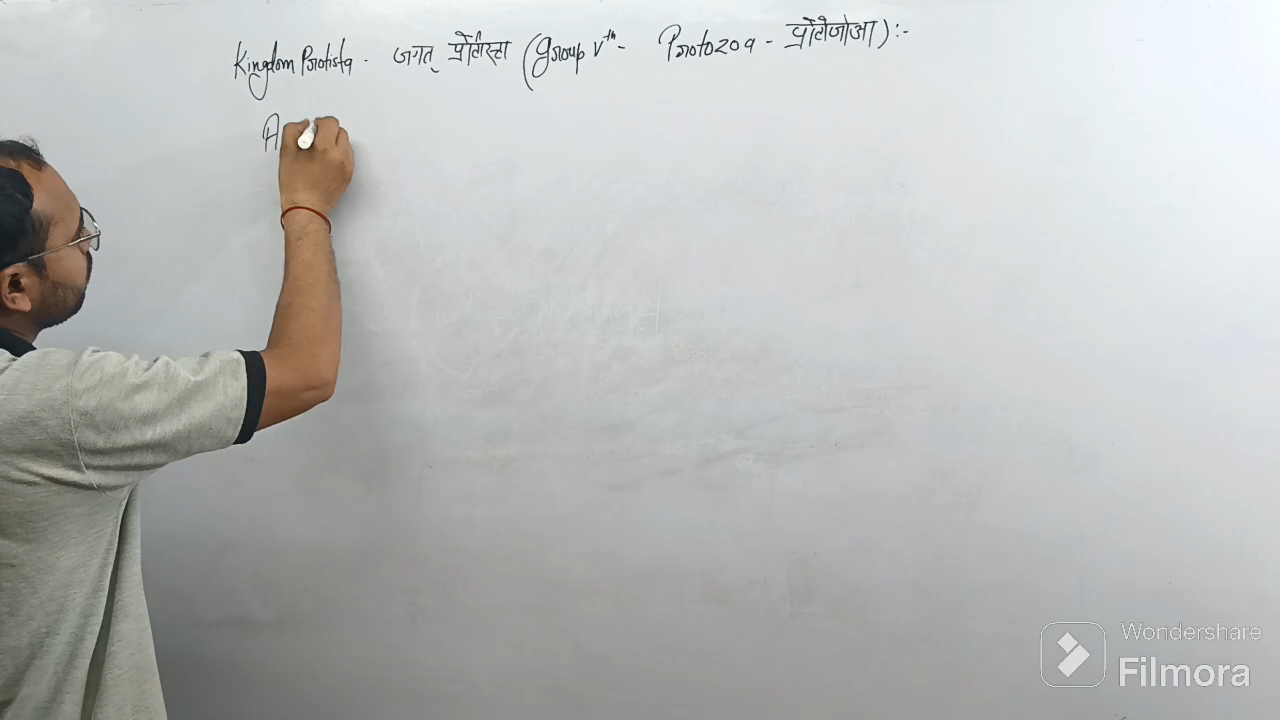 Kingdom Protista - जगत् प्रोटिस्टा (Group Vth - Protozoa - प्रोटोजोआ) :-
A
Wondershare
Filmora